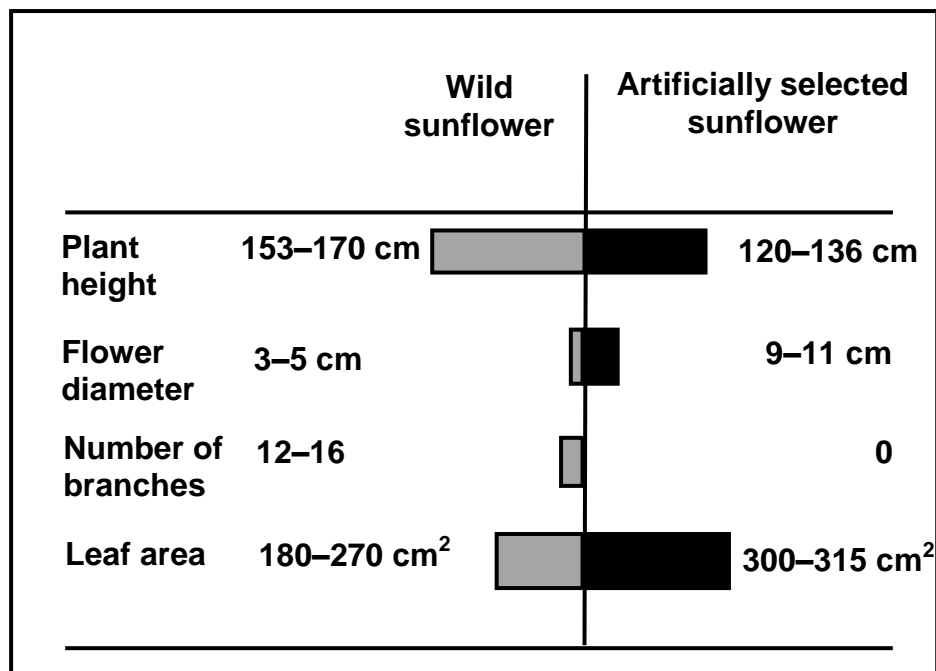 Wild
sunflower
Artificially selected
sunflower
Plant
height
153–170 cm
120–136 cm
Flower
diameter
3–5 cm
9–11 cm
Number of
branches
12–16
0
Leaf area
180–270 cm²
300–315 cm²